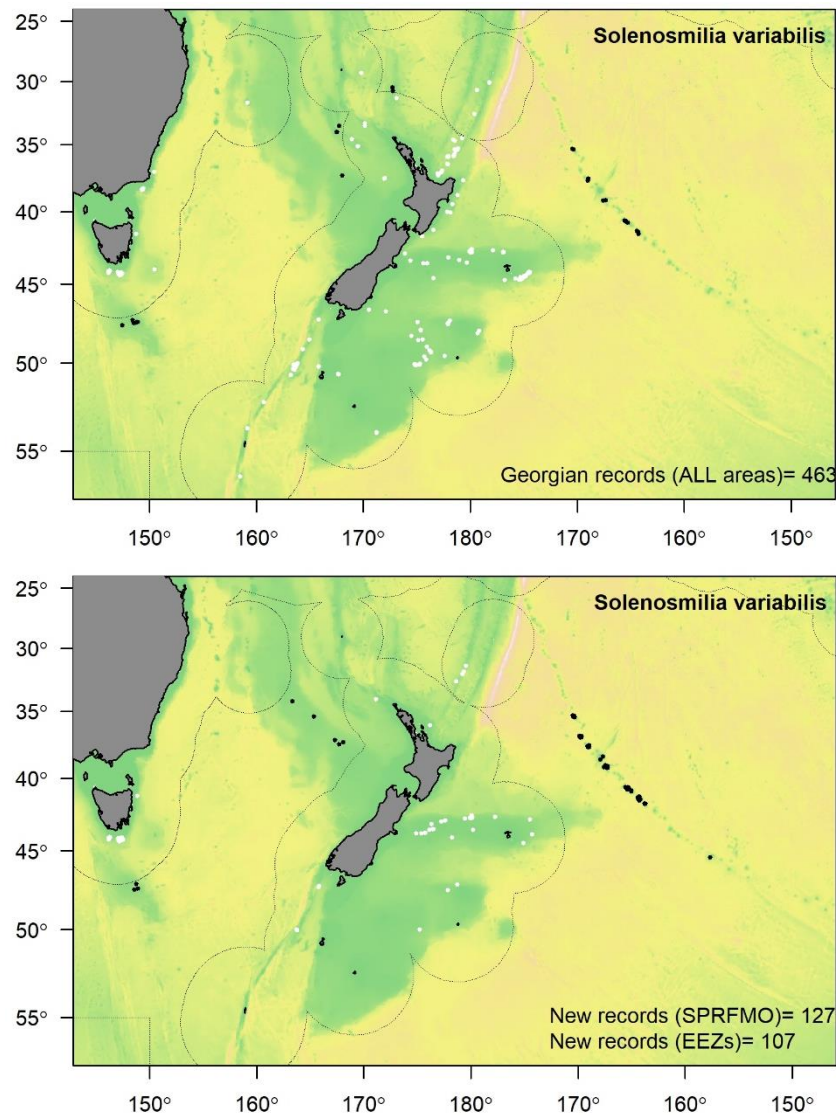 Solenosmilia variabilis
25°
30°
35°
40°
45°
50°
55°
Georgian records (ALL areas)= 463
150° 160° 170° 180° 170° 160° 150°
Solenosmilia variabilis
25°
30°
35°
40°
45°
50°
55°
New records (SPRFMO)= 127
New records (EEZs)= 107
150° 160° 170° 180° 170° 160° 150°